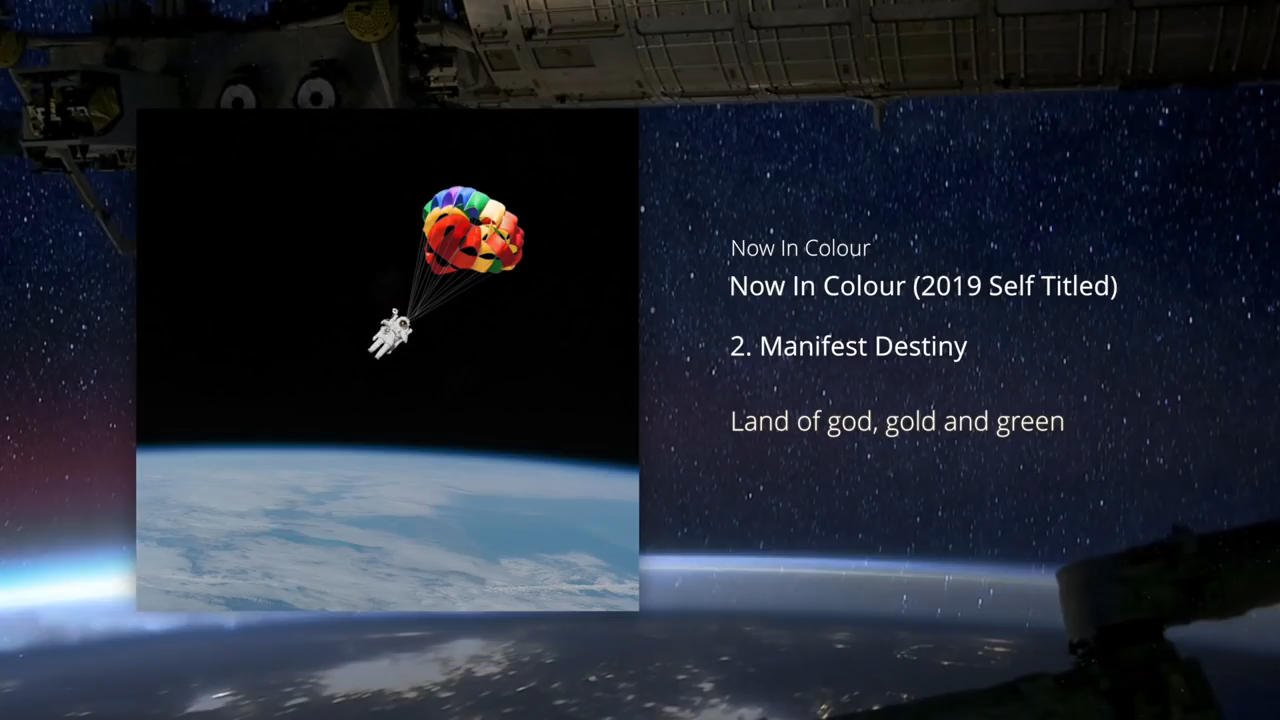 Now In Colour
Now In Colour (2019 Self Titled)
2. Manifest Destiny
Land of god, gold and green